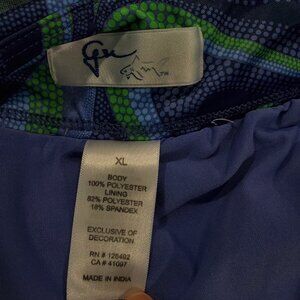 TM
XL
BODY
100% POLYESTER
LINING
82% POLYESTER
18% SPANDEX
EXCLUSIVE OF
DECORATION
RN # 125492
CA # 41097
MADE IN INDIA